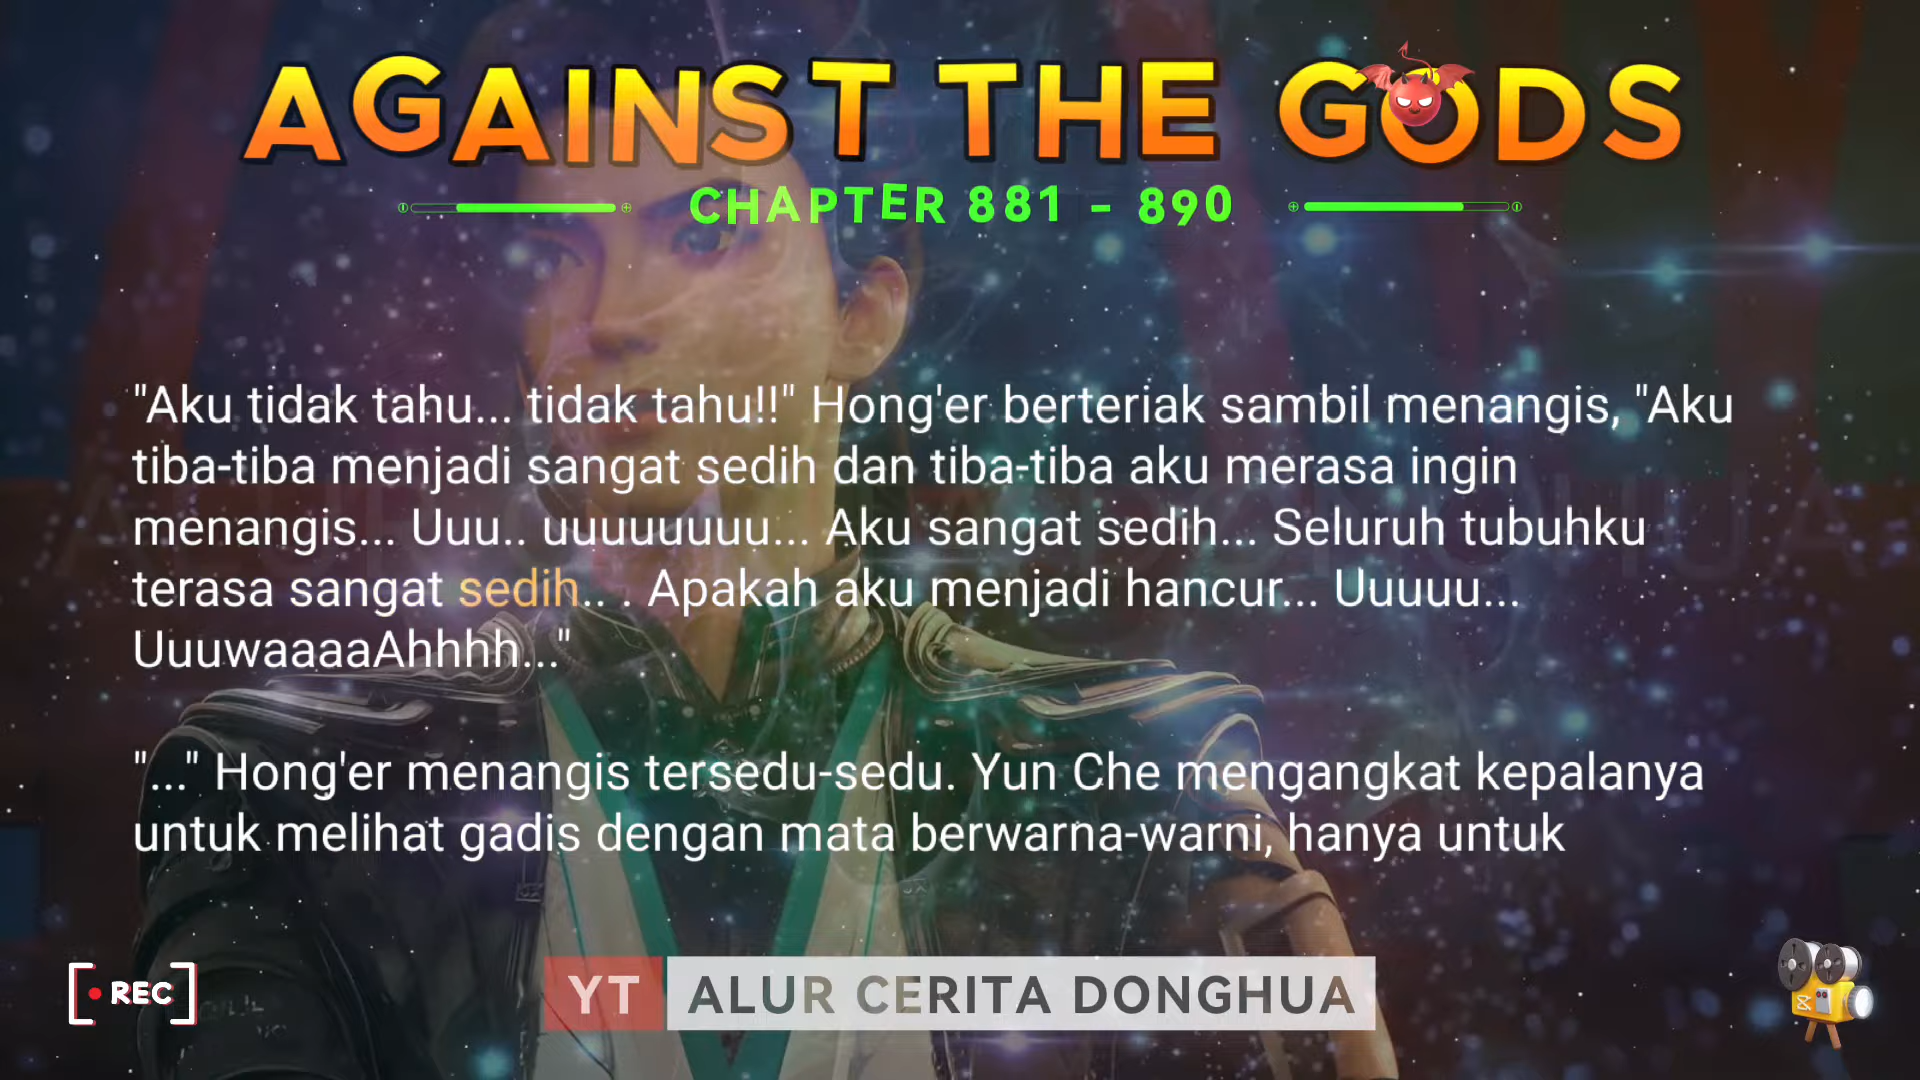 AGAINST THE GODS
CHAPTER 881 - 890
"Aku tidak tahu... tidak tahu!!" Hong'er berteriak sambil menangis, "Aku
tiba-tiba menjadi sangat sedih dan tiba-tiba aku merasa ingin
menangis... Uuu.. uuuuuuuu... Aku sangat sedih... Seluruh tubuhku
terasa sangat sedih.. . Apakah aku menjadi hancur... Uuuuu...
UuuwaaaaAhhhh..."
"..." Hong'er menangis tersedu-sedu. Yun Che mengangkat kepalanya
untuk melihat gadis dengan mata berwarna-warni, hanya untuk
REC
YT ALUR CERITA DONGHUA